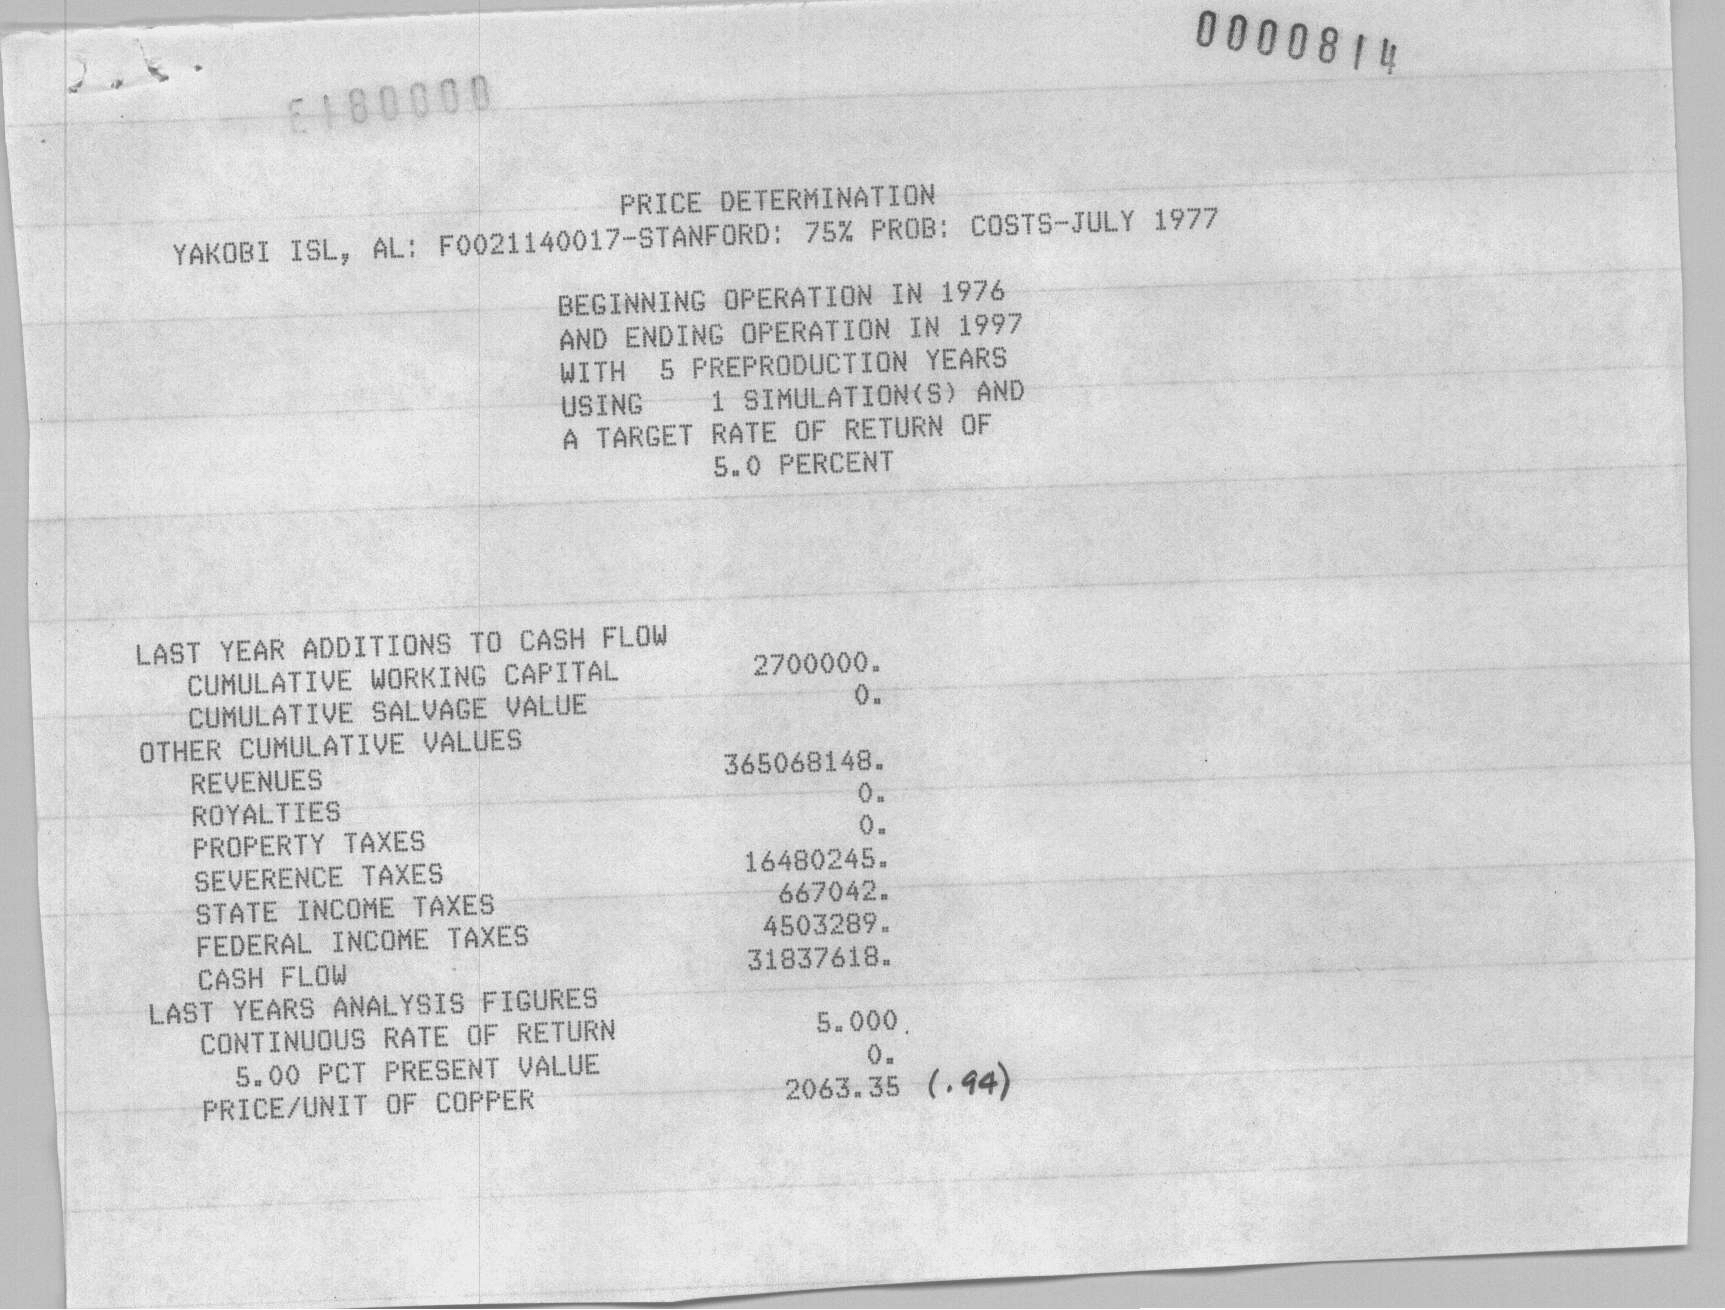 0000814
0000813
PRICE DETERMINATION
YAKOBI ISL, AL: F0021140017-STANFORD: 75% PROB: COSTS-JULY 1977
BEGINNING OPERATION IN 1976
AND ENDING OPERATION IN 1997
WITH 5 PREPRODUCTION YEARS
USING 1 SIMULATION(S) AND
A TARGET RATE OF RETURN OF
5.0 PERCENT
LAST YEAR ADDITIONS TO CASH FLOW
CUMULATIVE WORKING CAPITAL 2700000.
CUMULATIVE SALVAGE VALUE 0.
OTHER CUMULATIVE VALUES
REVENUES 365068148.
ROYALTIES 0.
PROPERTY TAXES 0.
SEVERENCE TAXES 16480245.
STATE INCOME TAXES 667042.
FEDERAL INCOME TAXES 4503289.
CASH FLOW 31837618.
LAST YEARS ANALYSIS FIGURES
CONTINUOUS RATE OF RETURN 5.000
5.00 PCT PRESENT VALUE 0.
PRICE/UNIT OF COPPER 2063.35 (.94)